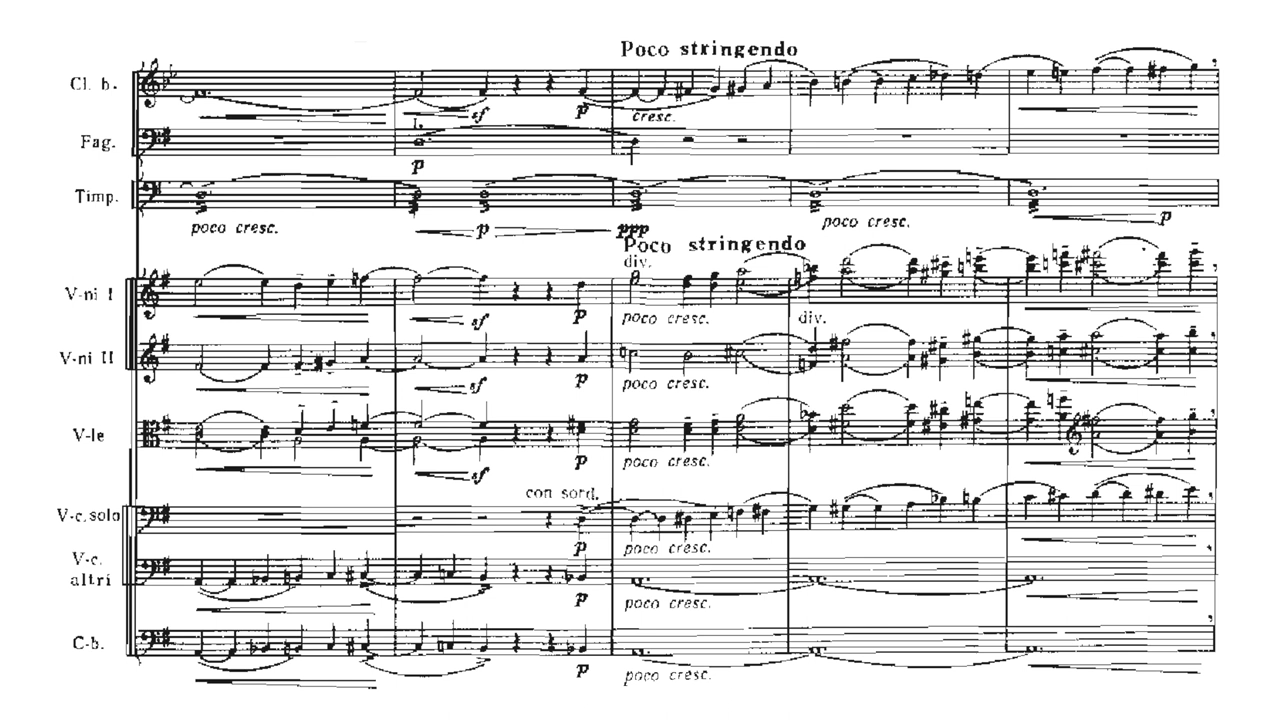 Poco stringendo
Cl. b.
sf
p
cresc.
I.
Fag.
p
Timp.
poco cresc.
p
ppp
poco cresc.
p
Poco stringendo
div.
V-ni I
sf
p
poco cresc.
div.
V-ni II
sf
p
poco cresc.
V-le
sf
p
poco cresc.
con sord.
V-c. solo
p
poco cresc.
V-c.
altri
p
poco cresc.
C-b.
p
poco cresc.